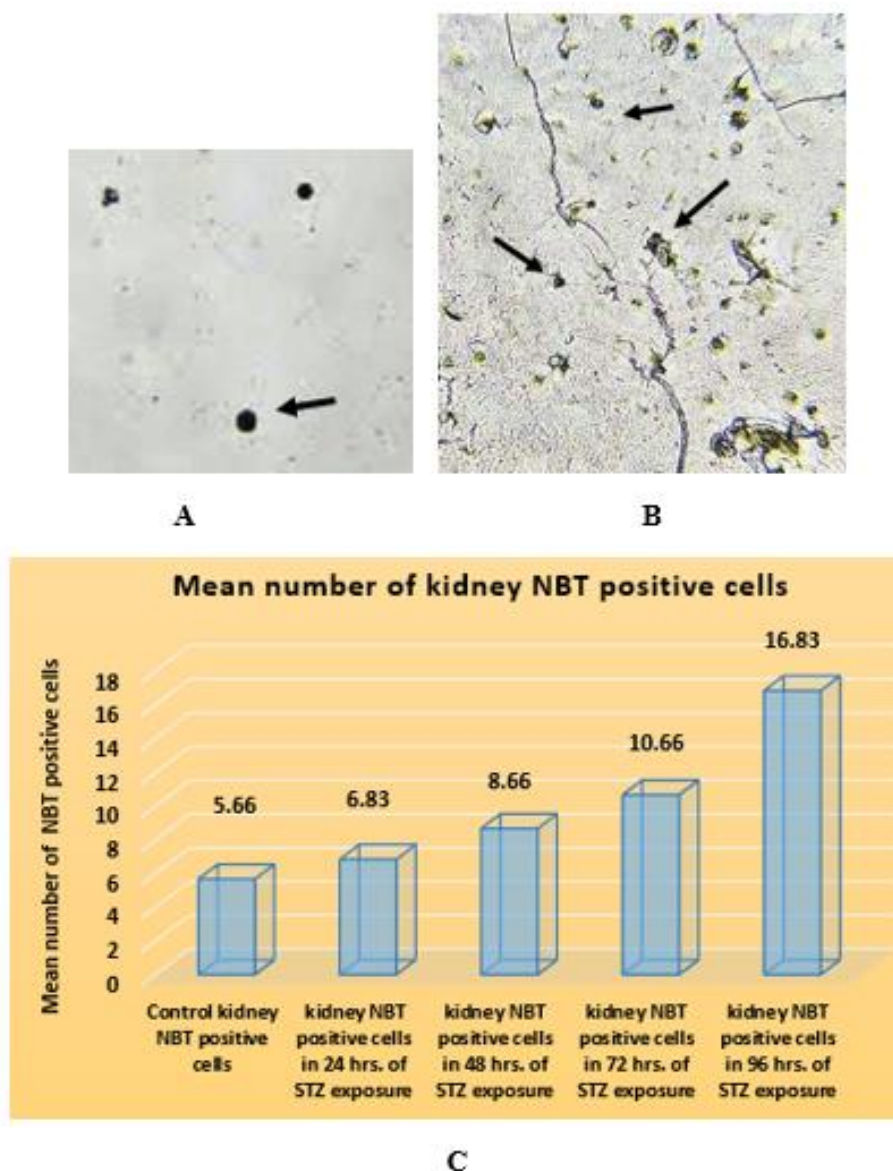 A
B
Mean number of kidney NBT positive cells
Mean number of NBT positive cells
18
16
14
12
10
8
6
4
2
0
5.66
6.83
8.66
10.66
16.83
Control kidney
NBT positive
cells
kidney NBT
positive cells
in 24 hrs. of
STZ exposure
kidney NBT
positive cells
in 48 hrs. of
STZ exposure
kidney NBT
positive cells
in 72 hrs. of
STZ exposure
kidney NBT
positive cells
in 96 hrs. of
STZ exposure
C